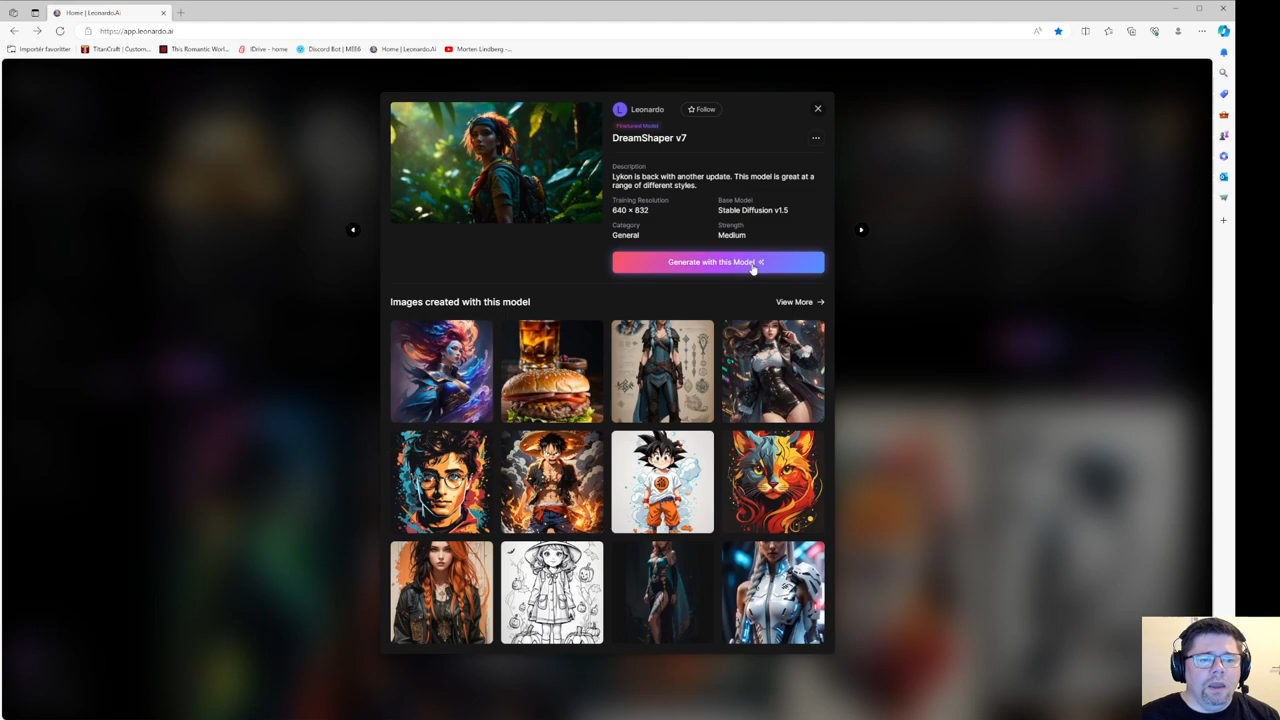 Home | Leonardo.Ai
https://app.leonardo.ai
Importér favoritter
TitanCraft | Custom...
This Romantic Worl...
IDrive - home
Discord Bot | MEE6
Home | Leonardo.Ai
Morten Lindberg -...
L
Leonardo
Follow
Finetuned Model
DreamShaper v7
Description
Lykon is back with another update. This model is great at a
range of different styles.
Training Resolution
Base Model
640 × 832
Stable Diffusion v1.5
Category
Strength
General
Medium
Generate with this Model
Images created with this model
View More